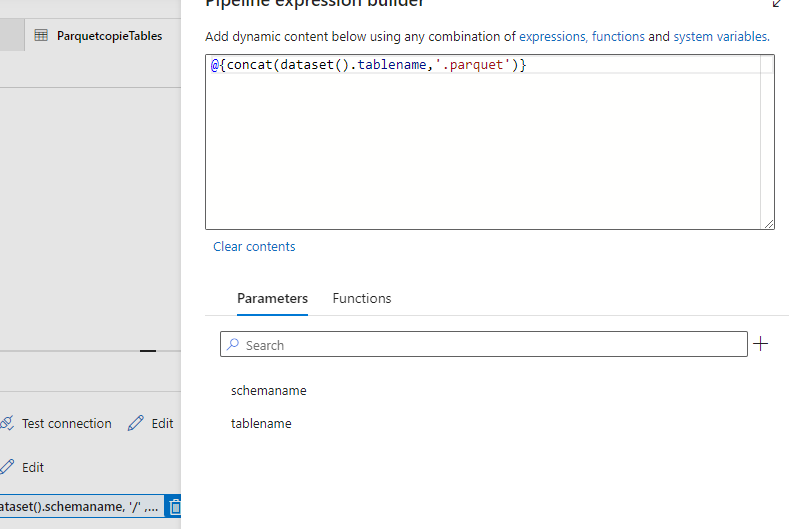 Pipeline expression builder
ParquetcopieTables
Add dynamic content below using any combination of expressions, functions and system variables.
@{concat(dataset().tablename,'.parquet')}
Clear contents
Parameters
Functions
Search
schemaname
tablename
Test connection
Edit
Edit
ataset().schemaname, '/' ,...